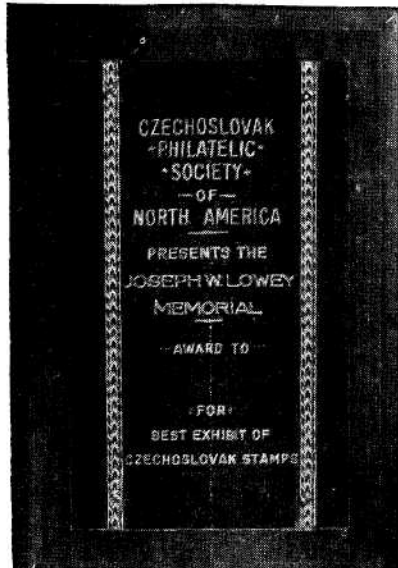 CZECHOSLOVAK
·PHILATELIC·
·SOCIETY·
—OF—
NORTH AMERICA
PRESENTS THE
JOSEPH W. LOWEY
MEMORIAL
AWARD TO
·FOR·
BEST EXHIBIT OF
CZECHOSLOVAK STAMPS